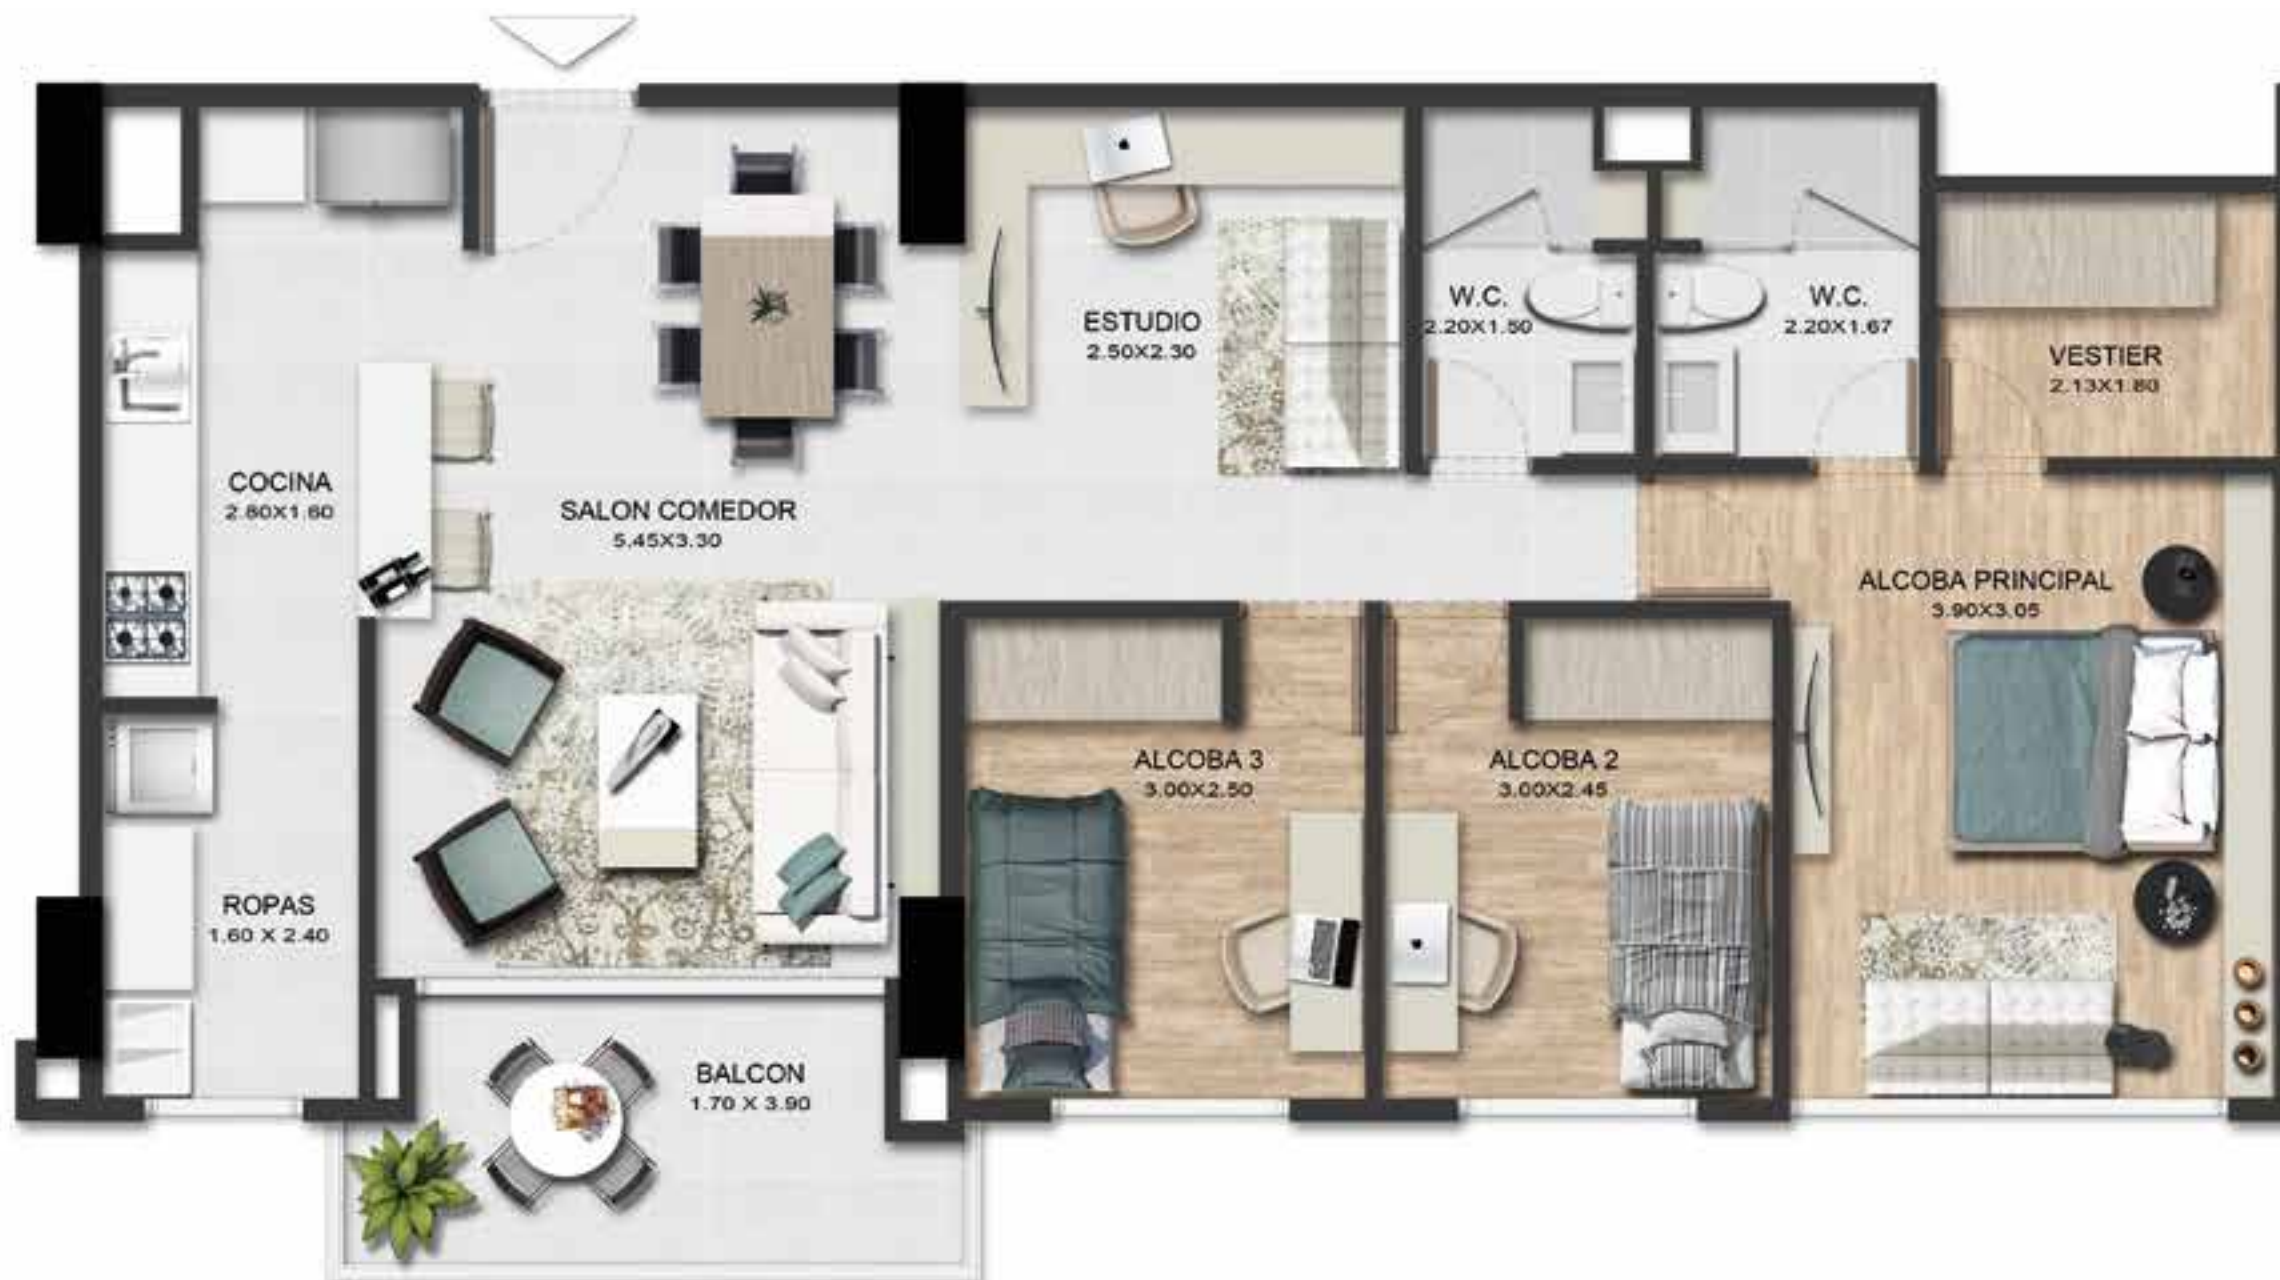 W.C.
2.20X1.50
W.C.
2.20X1.67
ESTUDIO
2.50X2.30
VESTIER
2.13X1.80
COCINA
2.80X1.60
SALON COMEDOR
5.45X3.30
ALCOBA PRINCIPAL
3.90X3.05
ALCOBA 3
3.00X2.50
ALCOBA 2
3.00X2.45
ROPAS
1.60 X 2.40
BALCON
1.70 X 3.90